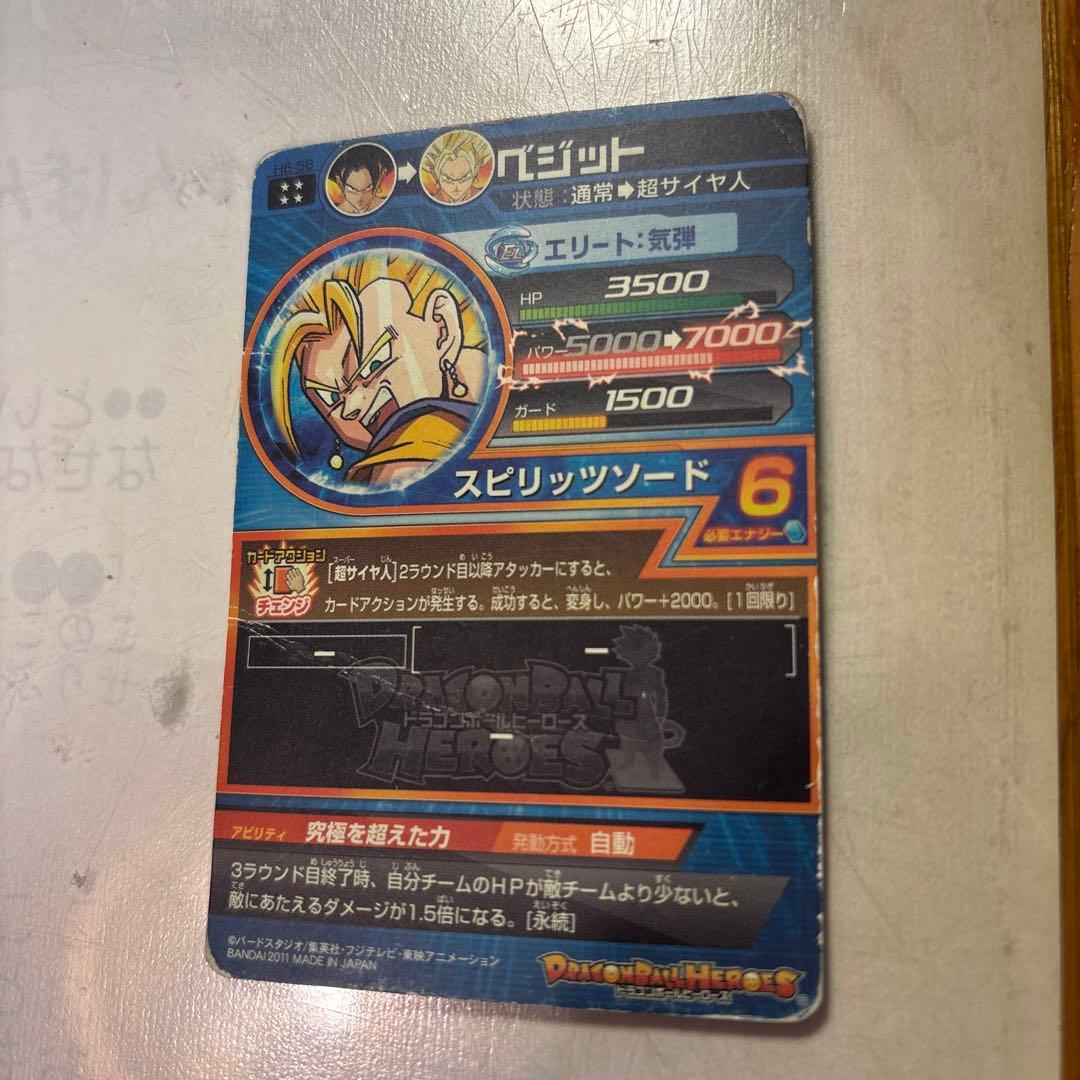 H6-56
ベジット
状態:通常➡超サイヤ人
EL エリート:気弾
HP 3500
パワー 5000➡7000
ガード 1500
スピリッツソード 6
必要エナジー
カードアクション
チェンジ
[超サイヤ人]2ラウンド目以降アタッカーにすると、
カードアクションが発生する。成功すると、変身し、パワー+2000。[1回限り]
ー [ ー ]
ー
DRAGONBALL
ドラゴンボールヒーローズ
HEROES
アビリティ 究極を超えた力 発動方式 自動
3ラウンド目終了時、自分チームのHPが敵チームより少ないと、
敵にあたえるダメージが1.5倍になる。[永続]
©バードスタジオ/集英社・フジテレビ・東映アニメーション
BANDAI 2011 MADE IN JAPAN
DRAGONBALL HEROES
ドラゴンボールヒーローズ